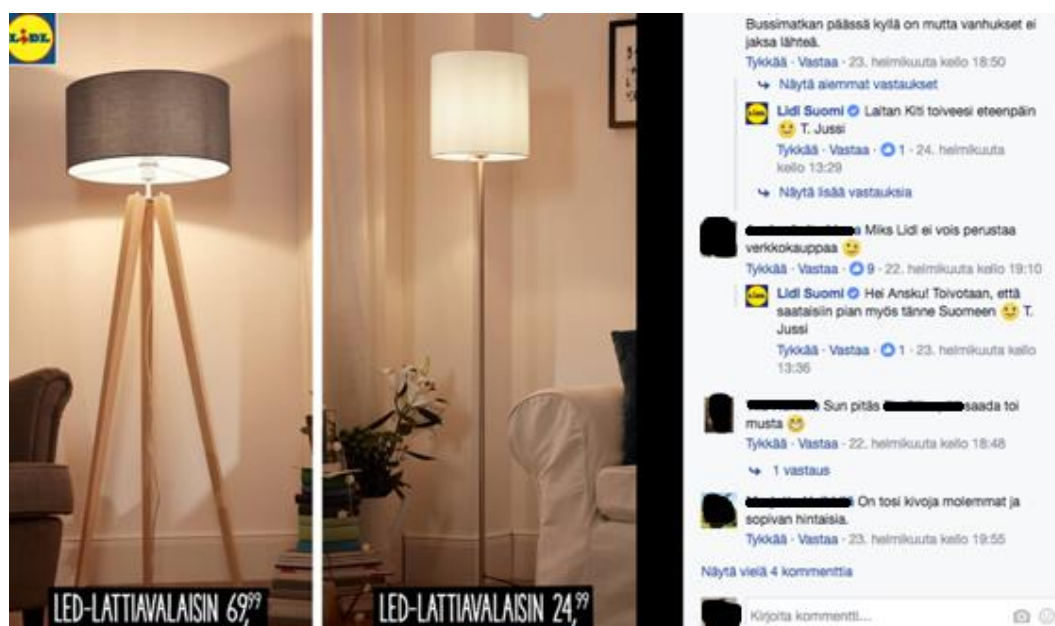 LIDL
LED-LATTIAVALAISIN 69,99
LED-LATTIAVALAISIN 24,99
Bussimatkan päässä kyllä on mutta vanhukset ei
jaksa lähteä.
Tykkää · Vastaa · 23. helmikuuta kello 18:50
Näytä aiemmat vastaukset
Lidl Suomi Laitan Kiti toiveesi eteenpäin
T. Jussi
Tykkää · Vastaa · 1 · 24. helmikuuta
kello 13:29
Näytä lisää vastauksia
a Miks Lidl ei vois perustaa
verkkokauppaa
Tykkää · Vastaa · 9 · 22. helmikuuta kello 19:10
LIDL
Lidl Suomi Hei Ansku! Toivotaan, että
saataisiin pian myös tänne Suomeen T.
Jussi
Tykkää · Vastaa · 1 · 23. helmikuuta kello
13:36
Sun pitäs saada toi
musta
Tykkää · Vastaa · 22. helmikuuta kello 18:48
1 vastaus
On tosi kivoja molemmat ja
sopivan hintaisia.
Tykkää · Vastaa · 23. helmikuuta kello 19:55
Näytä vielä 4 kommenttia
Kirjoita kommentti...